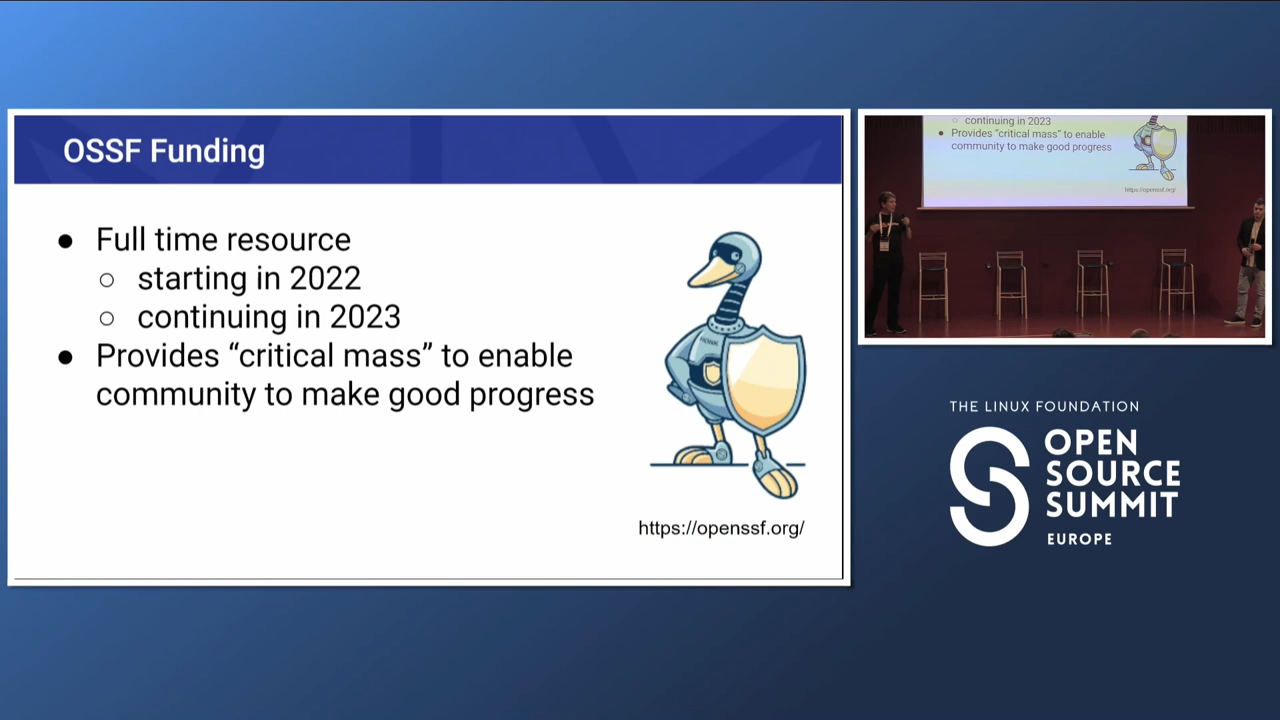 OSSF Funding
● Full time resource
○ starting in 2022
○ continuing in 2023
● Provides “critical mass” to enable
community to make good progress
HONK
https://openssf.org/
○ continuing in 2023
● Provides “critical mass” to enable
community to make good progress
https://openssf.org/
THE LINUX FOUNDATION
OPEN
SOURCE
SUMMIT
EUROPE